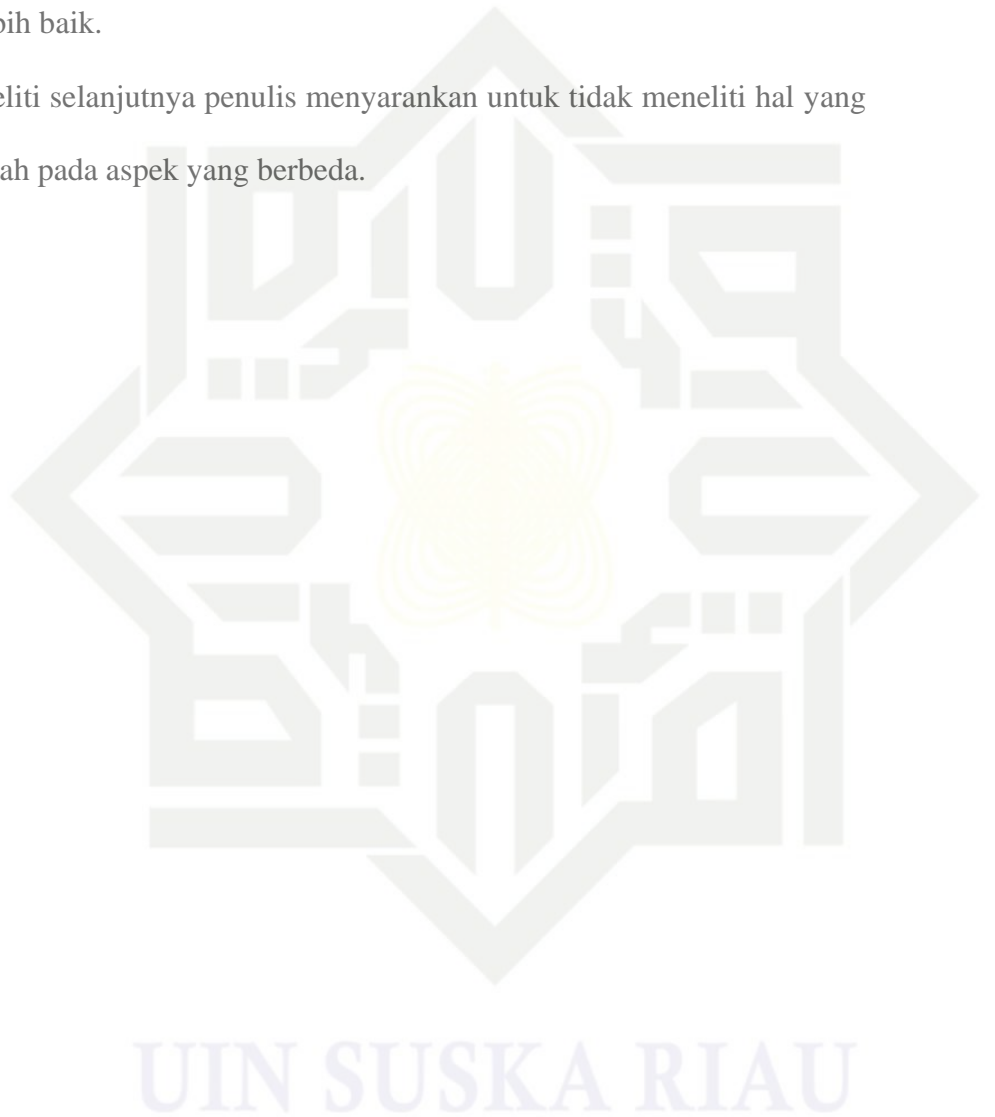 bih baik.
eliti selanjutnya penulis menyarankan untuk tidak meneliti hal yang
ah pada aspek yang berbeda.
UIN SUSKA RIAU